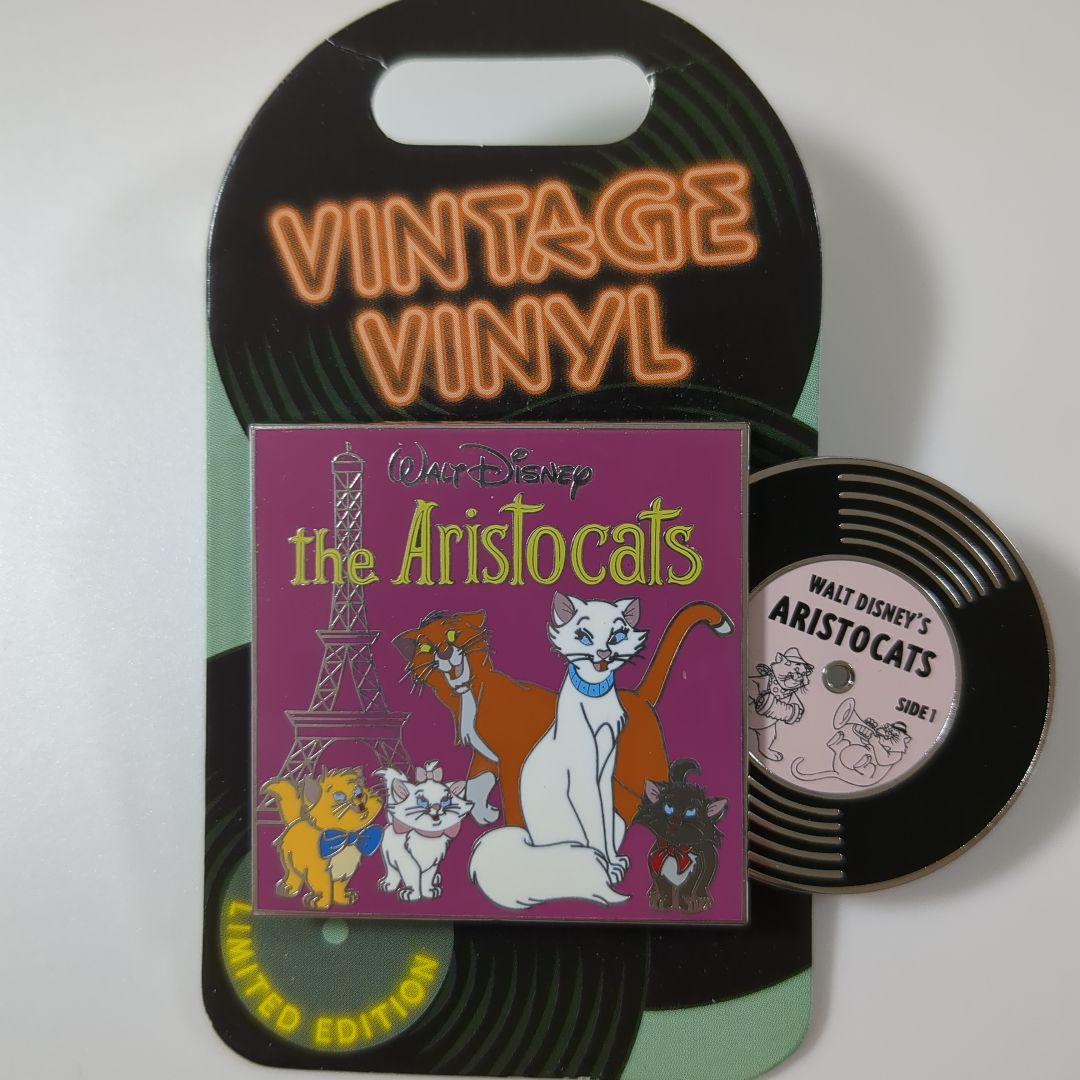 VINTAGE
VINYL
WALT DISNEY
the Aristocats
WALT DISNEY'S
ARISTOCATS
SIDE 1
LIMITED EDITION